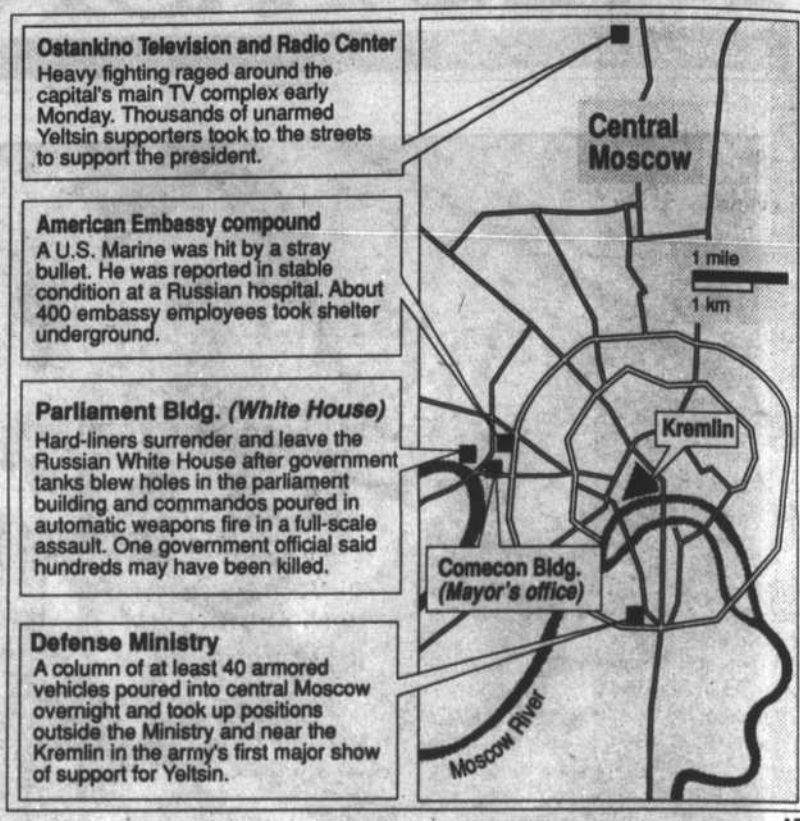 Ostankino Television and Radio Center
Heavy fighting raged around the
capital's main TV complex early
Monday. Thousands of unarmed
Yeltsin supporters took to the streets
to support the president.
American Embassy compound
A U.S. Marine was hit by a stray
bullet. He was reported in stable
condition at a Russian hospital. About
400 embassy employees took shelter
underground.
Parliament Bldg. (White House)
Hard-liners surrender and leave the
Russian White House after government
tanks blew holes in the parliament
building and commandos poured in
automatic weapons fire in a full-scale
assault. One government official said
hundreds may have been killed.
Defense Ministry
A column of at least 40 armored
vehicles poured into central Moscow
overnight and took up positions
outside the Ministry and near the
Kremlin in the army's first major show
of support for Yeltsin.
Central
Moscow
1 mile
1 km
Kremlin
Comecon Bldg.
(Mayor's office)
Moscow River